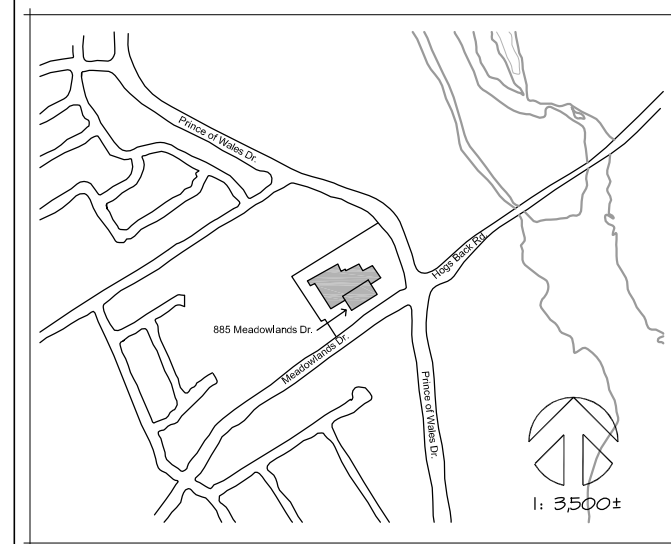 Prince of Wales Dr.
Hogs Back Rd.
885 Meadowlands Dr.
Meadowlands Dr.
Prince of Wales Dr.
1: 3,500±